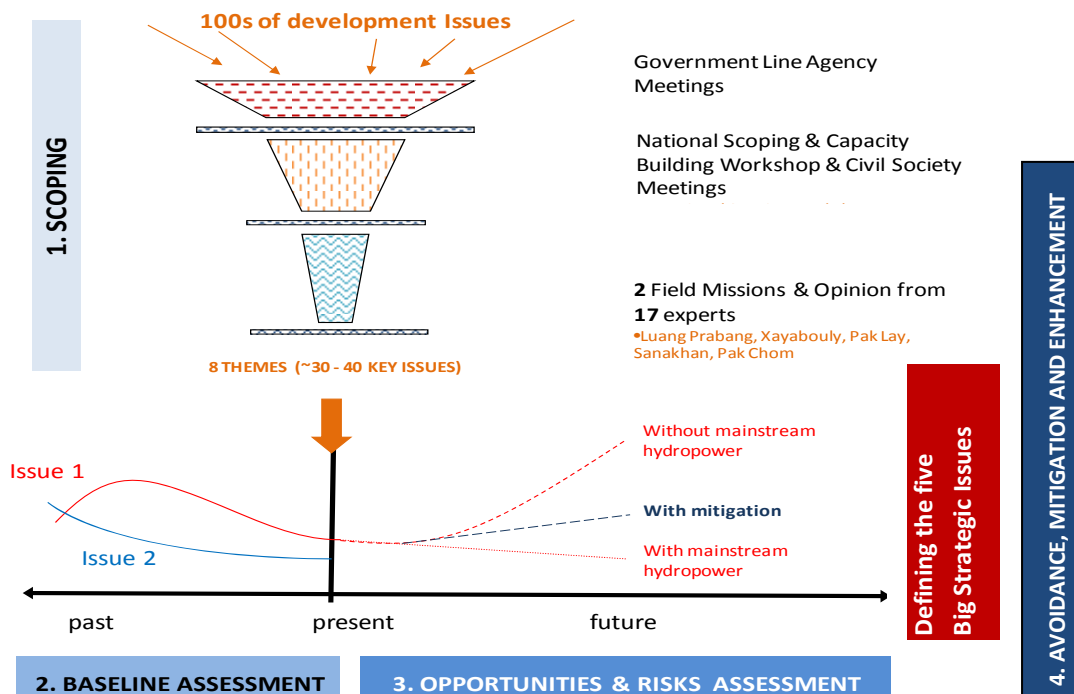 100s of development Issues
Government Line Agency
Meetings
National Scoping & Capacity
Building Workshop & Civil Society
Meetings
1. SCOPING
2 Field Missions & Opinion from
17 experts
•Luang Prabang, Xayabouly, Pak Lay,
Sanakhan, Pak Chom
8 THEMES (~30 - 40 KEY ISSUES)
Without mainstream
hydropower
Issue 1
With mitigation
Issue 2
With mainstream
hydropower
past
present
future
Defining the five
Big Strategic Issues
4. AVOIDANCE, MITIGATION AND ENHANCEMENT
2. BASELINE ASSESSMENT
3. OPPORTUNITIES & RISKS ASSESSMENT